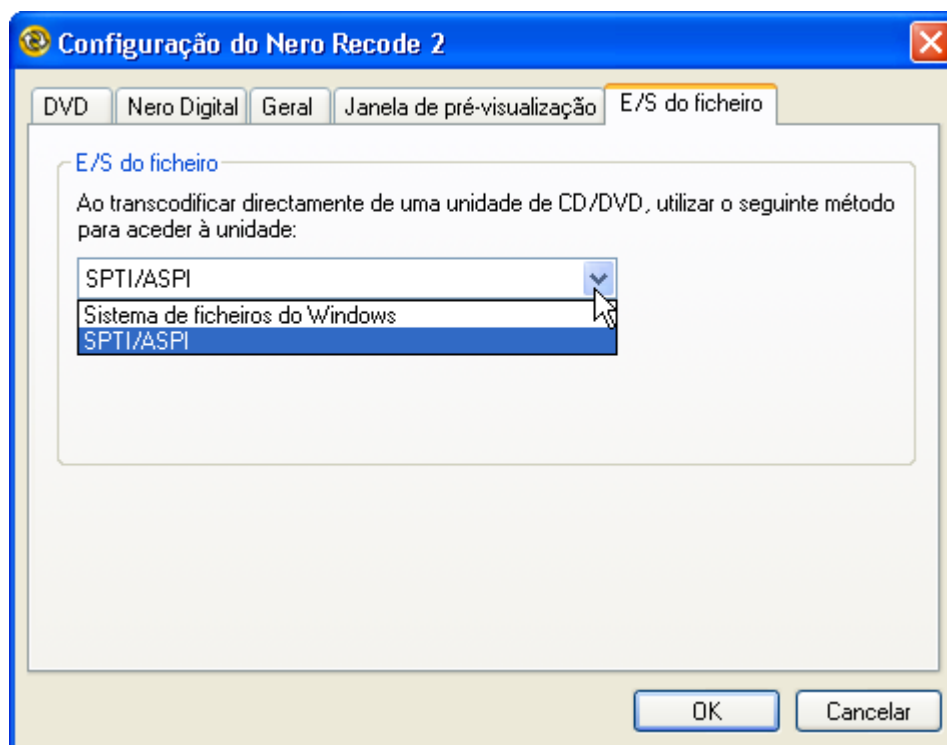 Configuração do Nero Recode 2
DVD Nero Digital Geral Janela de pré-visualização E/S do ficheiro
E/S do ficheiro
Ao transcodificar directamente de uma unidade de CD/DVD, utilizar o seguinte método
para aceder à unidade:
SPTI/ASPI
Sistema de ficheiros do Windows
SPTI/ASPI
OK Cancelar